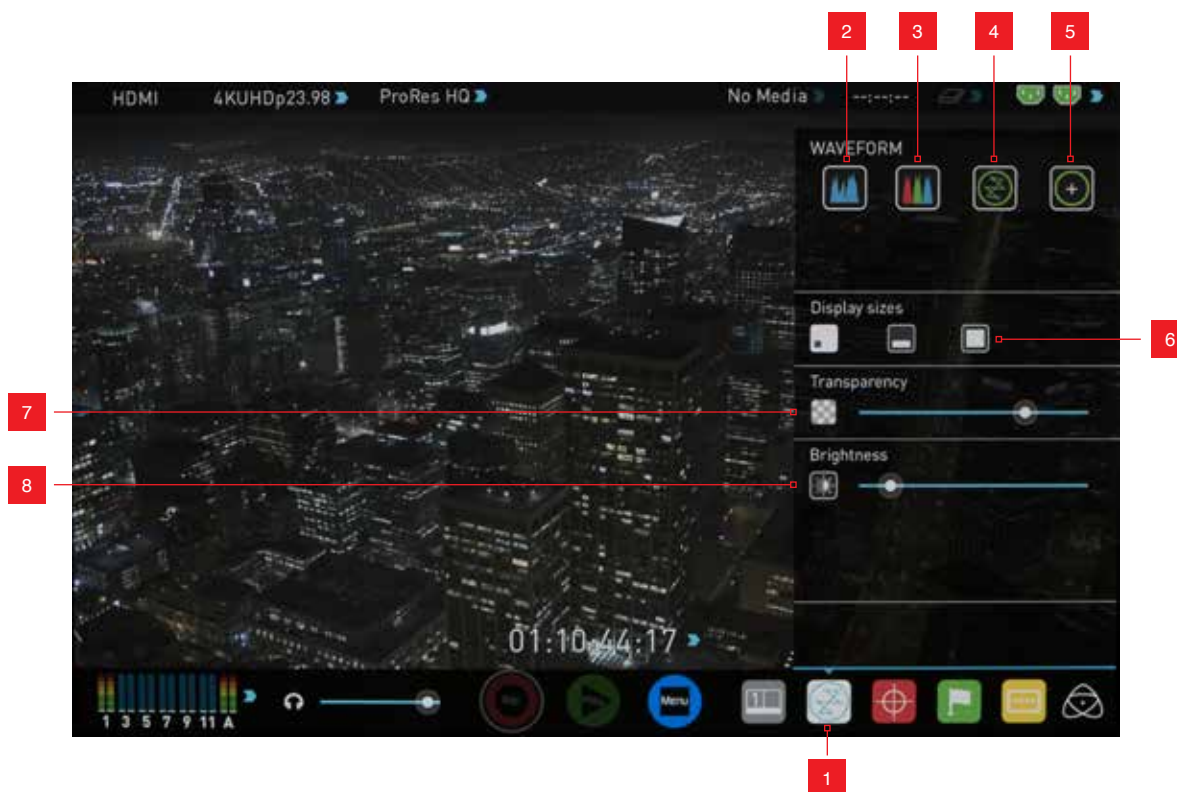 2 3 4 5
HDMI 4KUHDp23.98 ProRes HQ No Media --:--:--
WAVEFORM
Display sizes
6
Transparency
7
Brightness
8
01:10:44:17
1 3 5 7 9 11 A
Menu
1
1